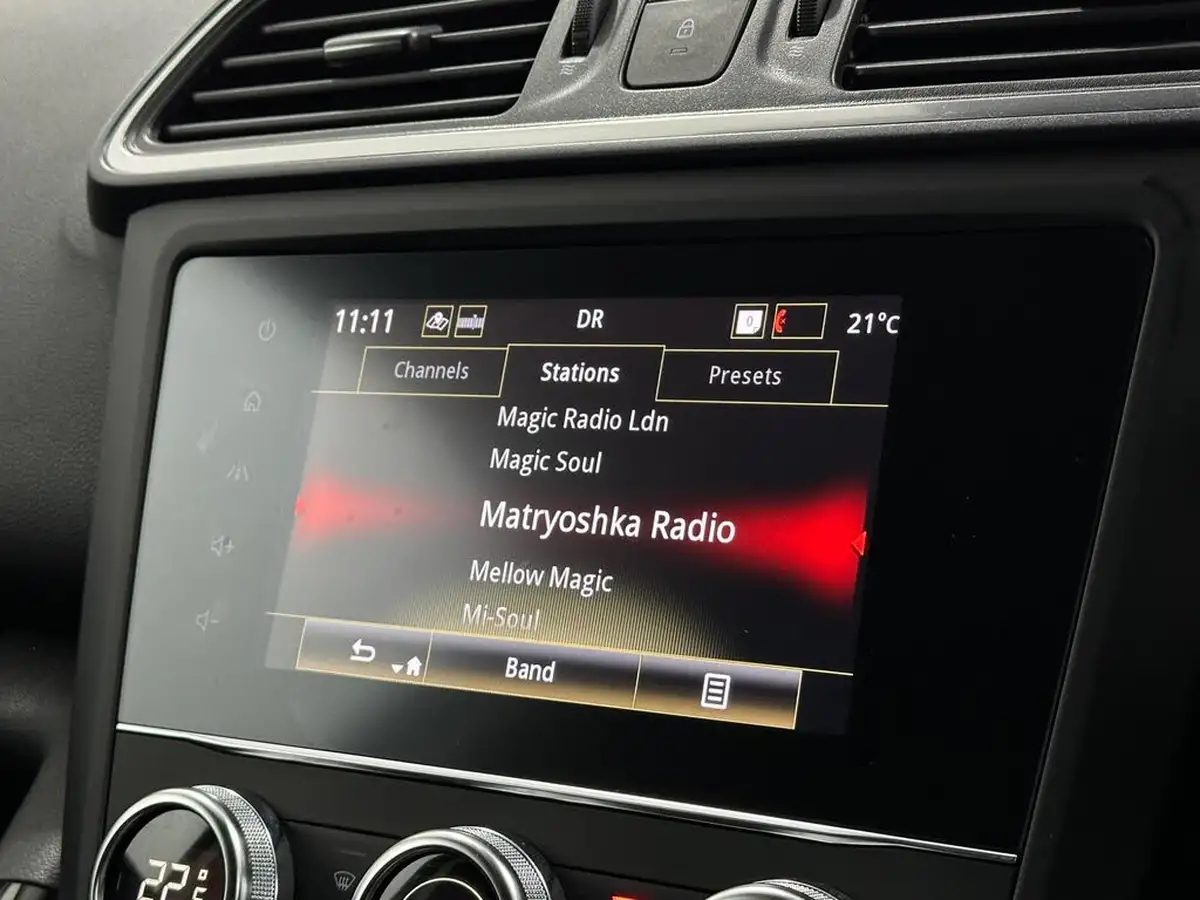 11:11 DR 0 21°C
Channels Stations Presets
Magic Radio Ldn
Magic Soul
Matryoshka Radio
Mellow Magic
Mi-Soul
Band
22°C